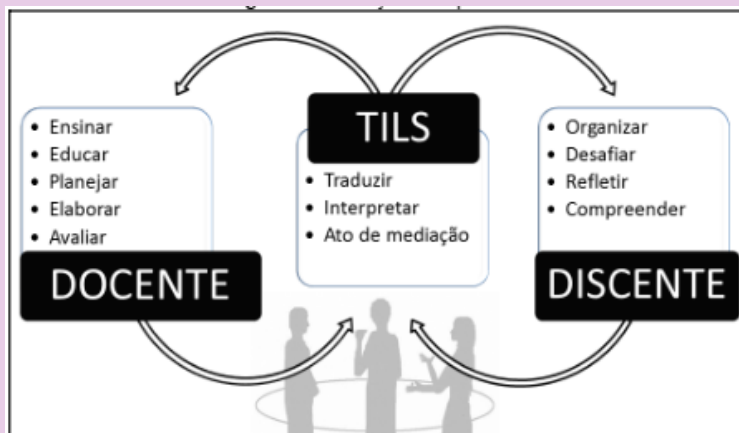 TILS
• Traduzir
• Interpretar
• Ato de mediação
• Ensinar
• Educar
• Planejar
• Elaborar
• Avaliar
DOCENTE
• Organizar
• Desafiar
• Refletir
• Compreender
DISCENTE